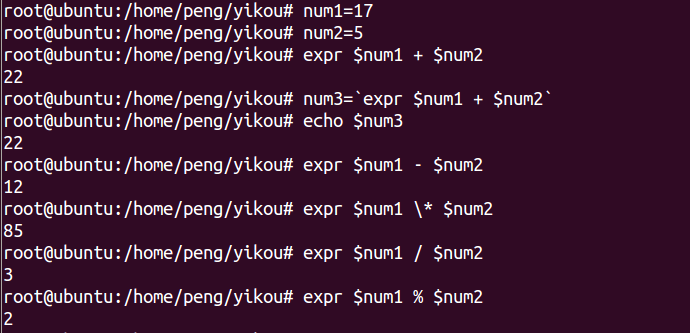 root@ubuntu:/home/peng/yikou# num1=17
root@ubuntu:/home/peng/yikou# num2=5
root@ubuntu:/home/peng/yikou# expr $num1 + $num2
22
root@ubuntu:/home/peng/yikou# num3=`expr $num1 + $num2`
root@ubuntu:/home/peng/yikou# echo $num3
22
root@ubuntu:/home/peng/yikou# expr $num1 - $num2
12
root@ubuntu:/home/peng/yikou# expr $num1 \* $num2
85
root@ubuntu:/home/peng/yikou# expr $num1 / $num2
3
root@ubuntu:/home/peng/yikou# expr $num1 % $num2
2